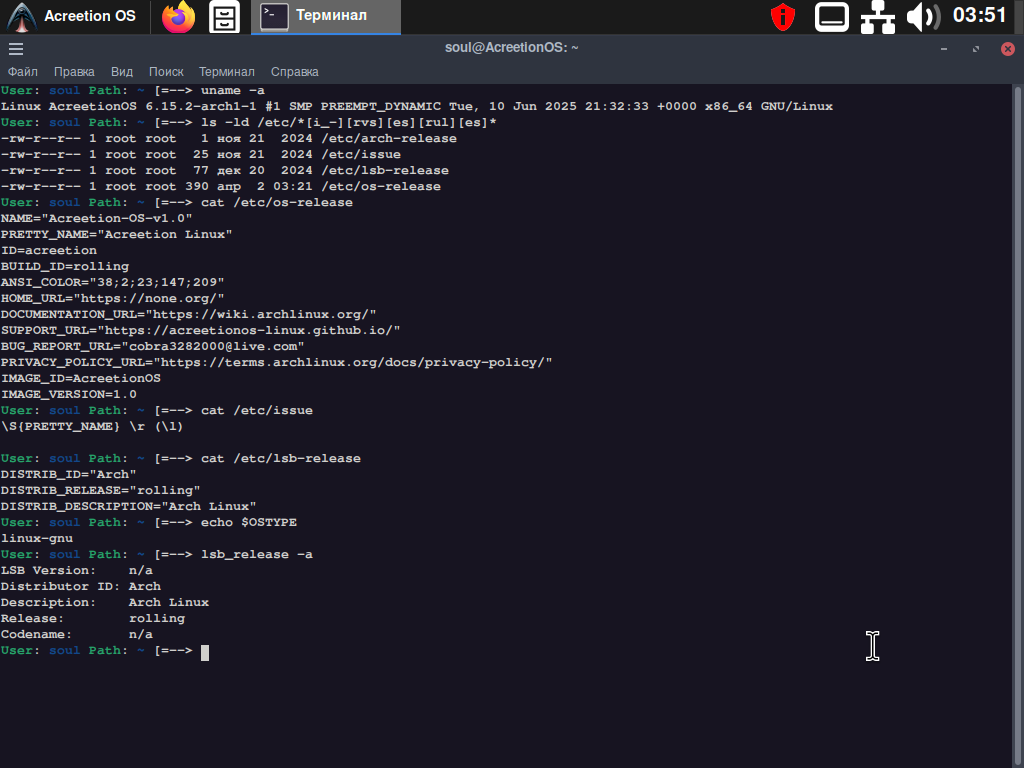 Acreetion OS
Терминал
03:51
soul@AcreetionOS: ~
Файл Правка Вид Поиск Терминал Справка
User: soul Path: ~ [=--> uname -a
Linux AcreetionOS 6.15.2-arch1-1 #1 SMP PREEMPT_DYNAMIC Tue, 10 Jun 2025 21:32:33 +0000 x86_64 GNU/Linux
User: soul Path: ~ [=--> ls -ld /etc/*[i_-][rvs][es][rul][es]*
-rw-r--r-- 1 root root   1 ноя 21  2024 /etc/arch-release
-rw-r--r-- 1 root root  25 ноя 21  2024 /etc/issue
-rw-r--r-- 1 root root  77 дек 20  2024 /etc/lsb-release
-rw-r--r-- 1 root root 390 апр  2 03:21 /etc/os-release
User: soul Path: ~ [=--> cat /etc/os-release
NAME="Acreetion-OS-v1.0"
PRETTY_NAME="Acreetion Linux"
ID=acreetion
BUILD_ID=rolling
ANSI_COLOR="38;2;23;147;209"
HOME_URL="https://none.org/"
DOCUMENTATION_URL="https://wiki.archlinux.org/"
SUPPORT_URL="https://acreetionos-linux.github.io/"
BUG_REPORT_URL="cobra3282000@live.com"
PRIVACY_POLICY_URL="https://terms.archlinux.org/docs/privacy-policy/"
IMAGE_ID=AcreetionOS
IMAGE_VERSION=1.0
User: soul Path: ~ [=--> cat /etc/issue
\S{PRETTY_NAME} \r (\l)
User: soul Path: ~ [=--> cat /etc/lsb-release
DISTRIB_ID="Arch"
DISTRIB_RELEASE="rolling"
DISTRIB_DESCRIPTION="Arch Linux"
User: soul Path: ~ [=--> echo $OSTYPE
linux-gnu
User: soul Path: ~ [=--> lsb_release -a
LSB Version:    n/a
Distributor ID: Arch
Description:    Arch Linux
Release:        rolling
Codename:       n/a
User: soul Path: ~ [=-->